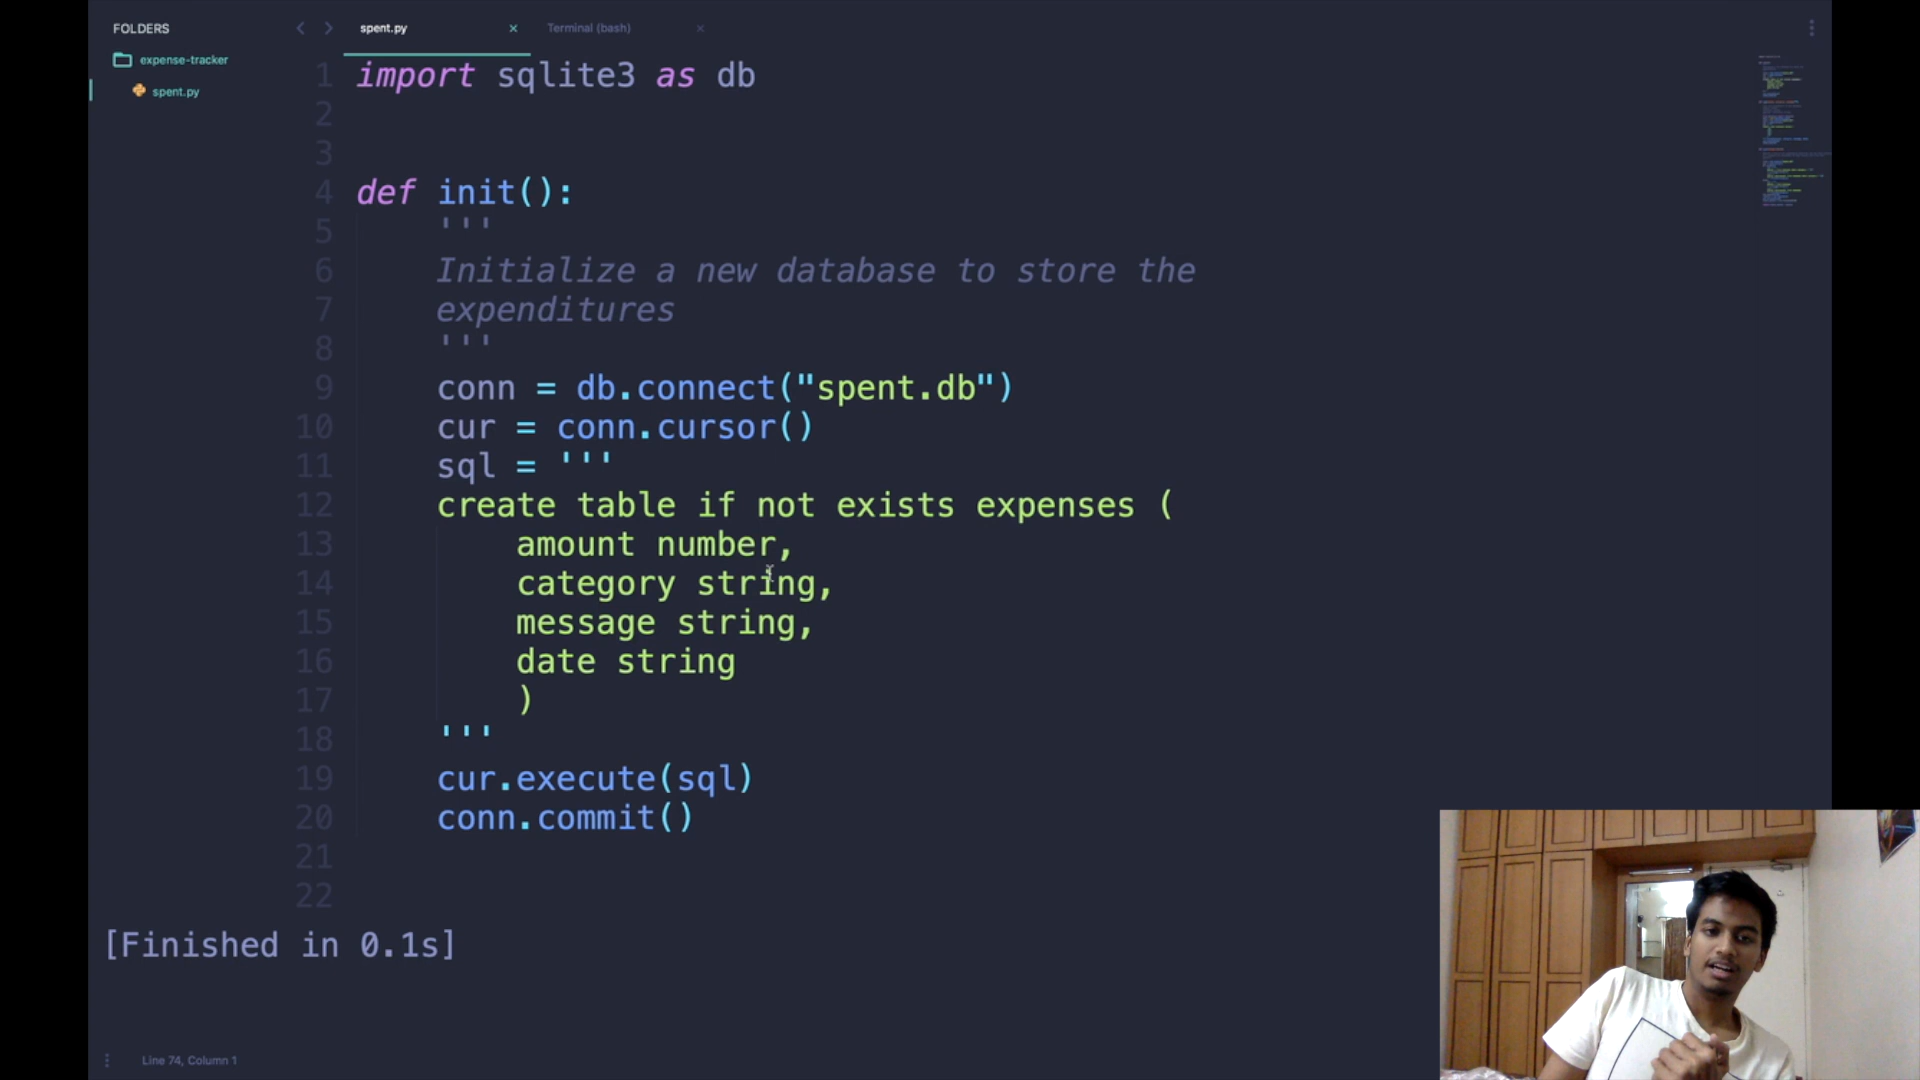 FOLDERS
expense-tracker
spent.py
spent.py
Terminal (bash)
1 import sqlite3 as db
2
3
4 def init():
5 '''
6 Initialize a new database to store the
7 expenditures
8 '''
9 conn = db.connect("spent.db")
10 cur = conn.cursor()
11 sql = '''
12 create table if not exists expenses (
13 amount number,
14 category string,
15 message string,
16 date string
17 )
18 '''
19 cur.execute(sql)
20 conn.commit()
21
22
[Finished in 0.1s]
Line 74, Column 1